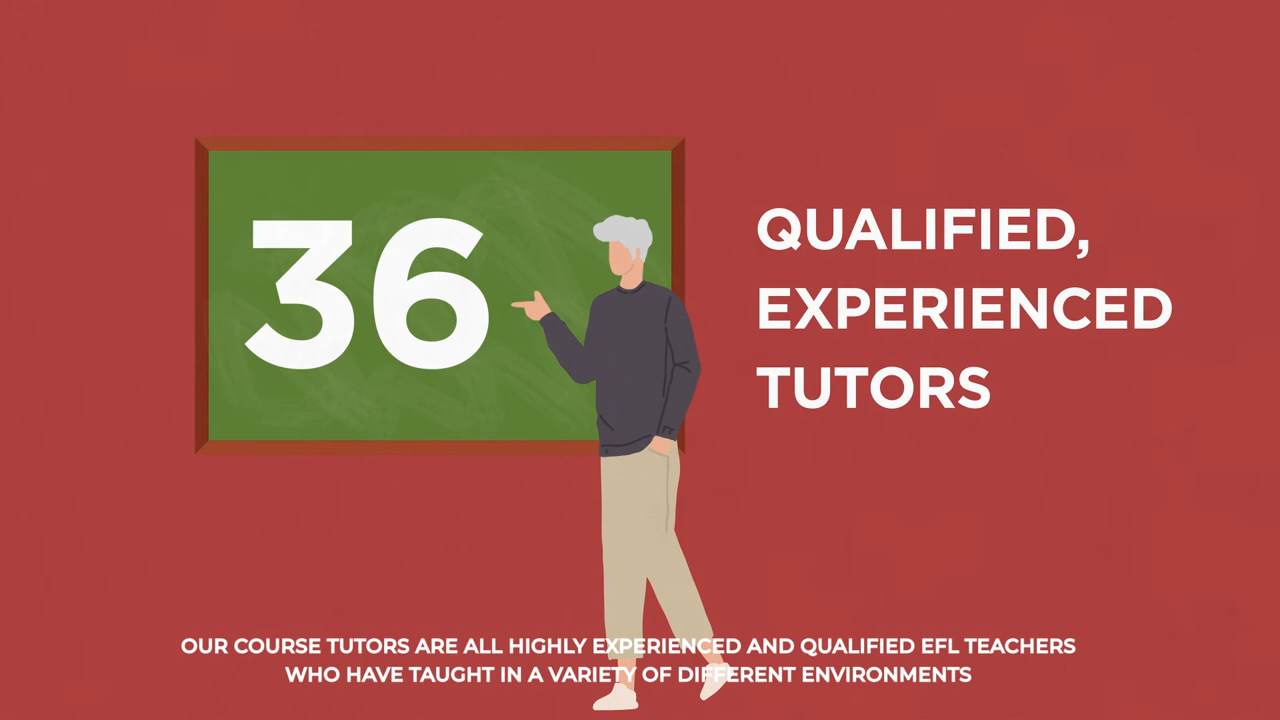 36
QUALIFIED,
EXPERIENCED
TUTORS
OUR COURSE TUTORS ARE ALL HIGHLY EXPERIENCED AND QUALIFIED EFL TEACHERS
WHO HAVE TAUGHT IN A VARIETY OF DIFFERENT ENVIRONMENTS